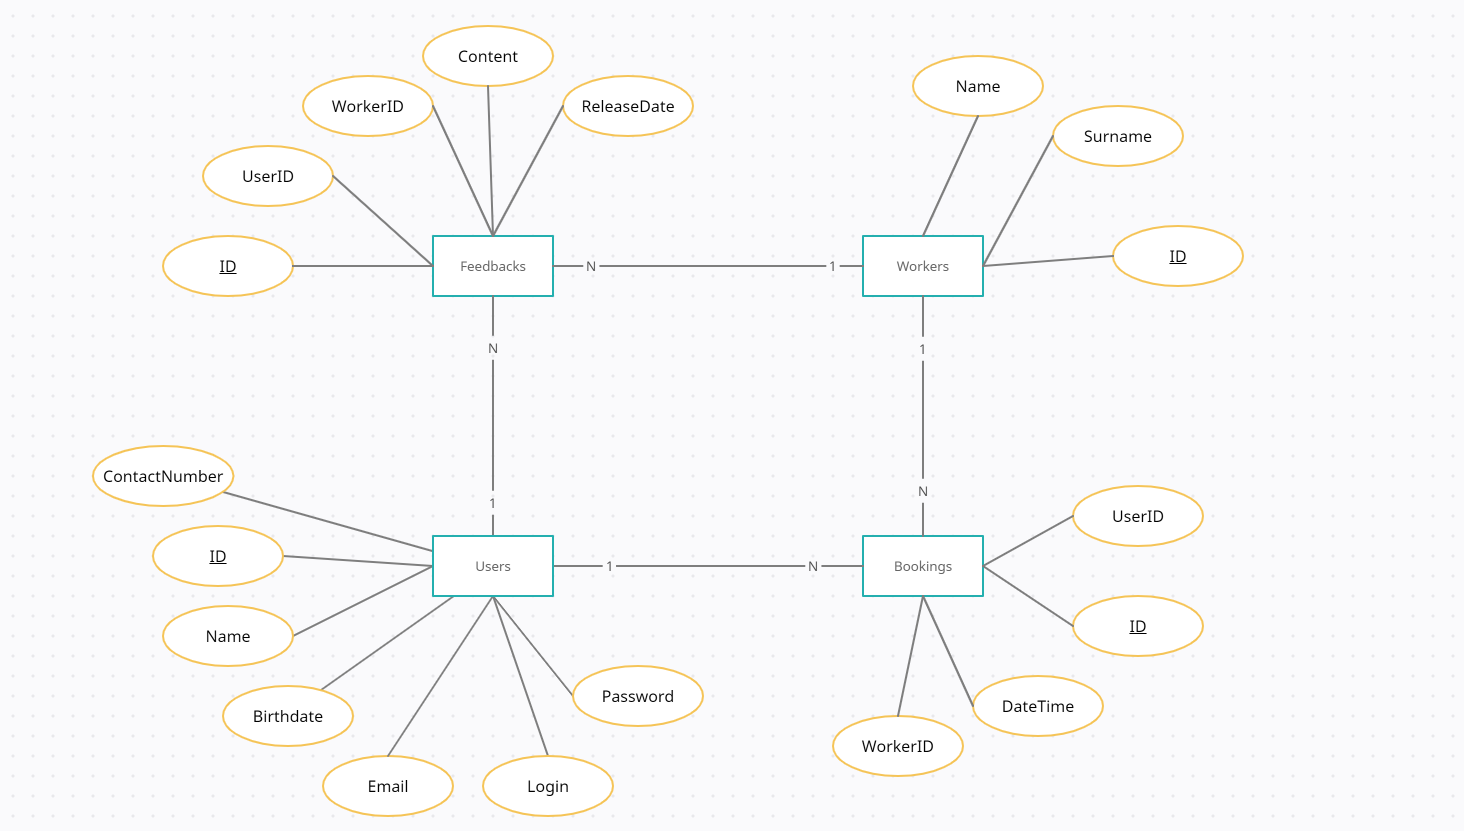 Content
Name
WorkerID
ReleaseDate
Surname
UserID
ID
Feedbacks
N
1
Workers
ID
N
1
ContactNumber
1
N
UserID
ID
Users
1
N
Bookings
Name
ID
Birthdate
Password
DateTime
WorkerID
Email
Login